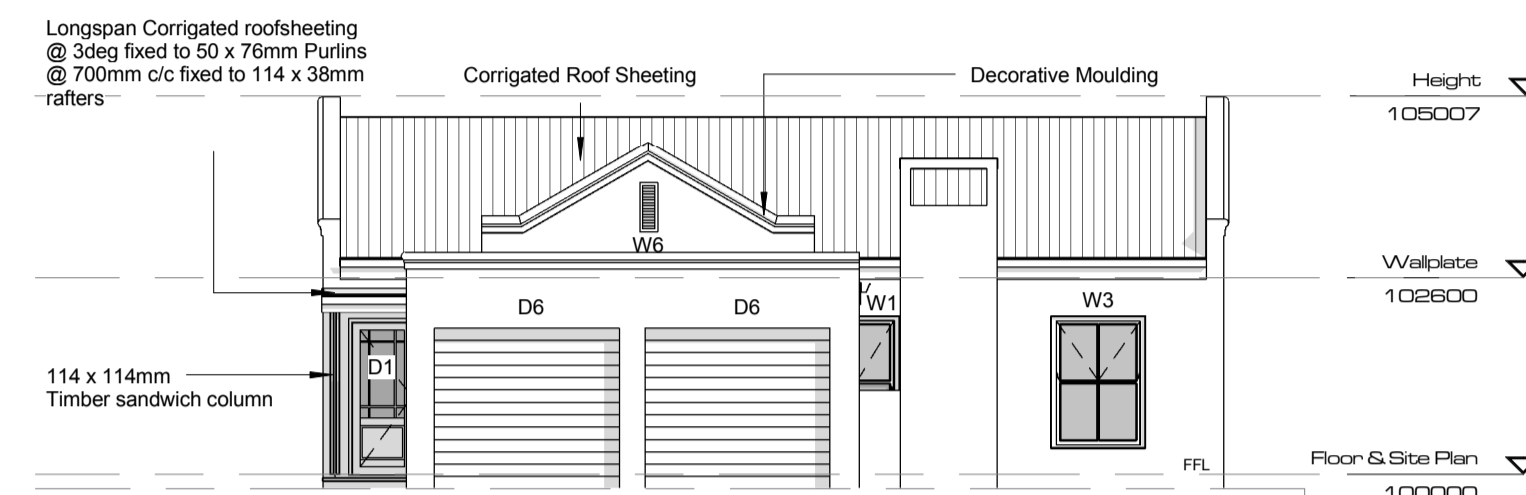 Longspan Corrigated roofsheeting
@ 3deg fixed to 50 x 76mm Purlins
@ 700mm c/c fixed to 114 x 38mm
rafters
Corrigated Roof Sheeting
Decorative Moulding
Height
105007
W6
Wallplate
102600
D6
D6
W1
W3
D1
114 x 114mm
Timber sandwich column
FFL
Floor & Site Plan
100000